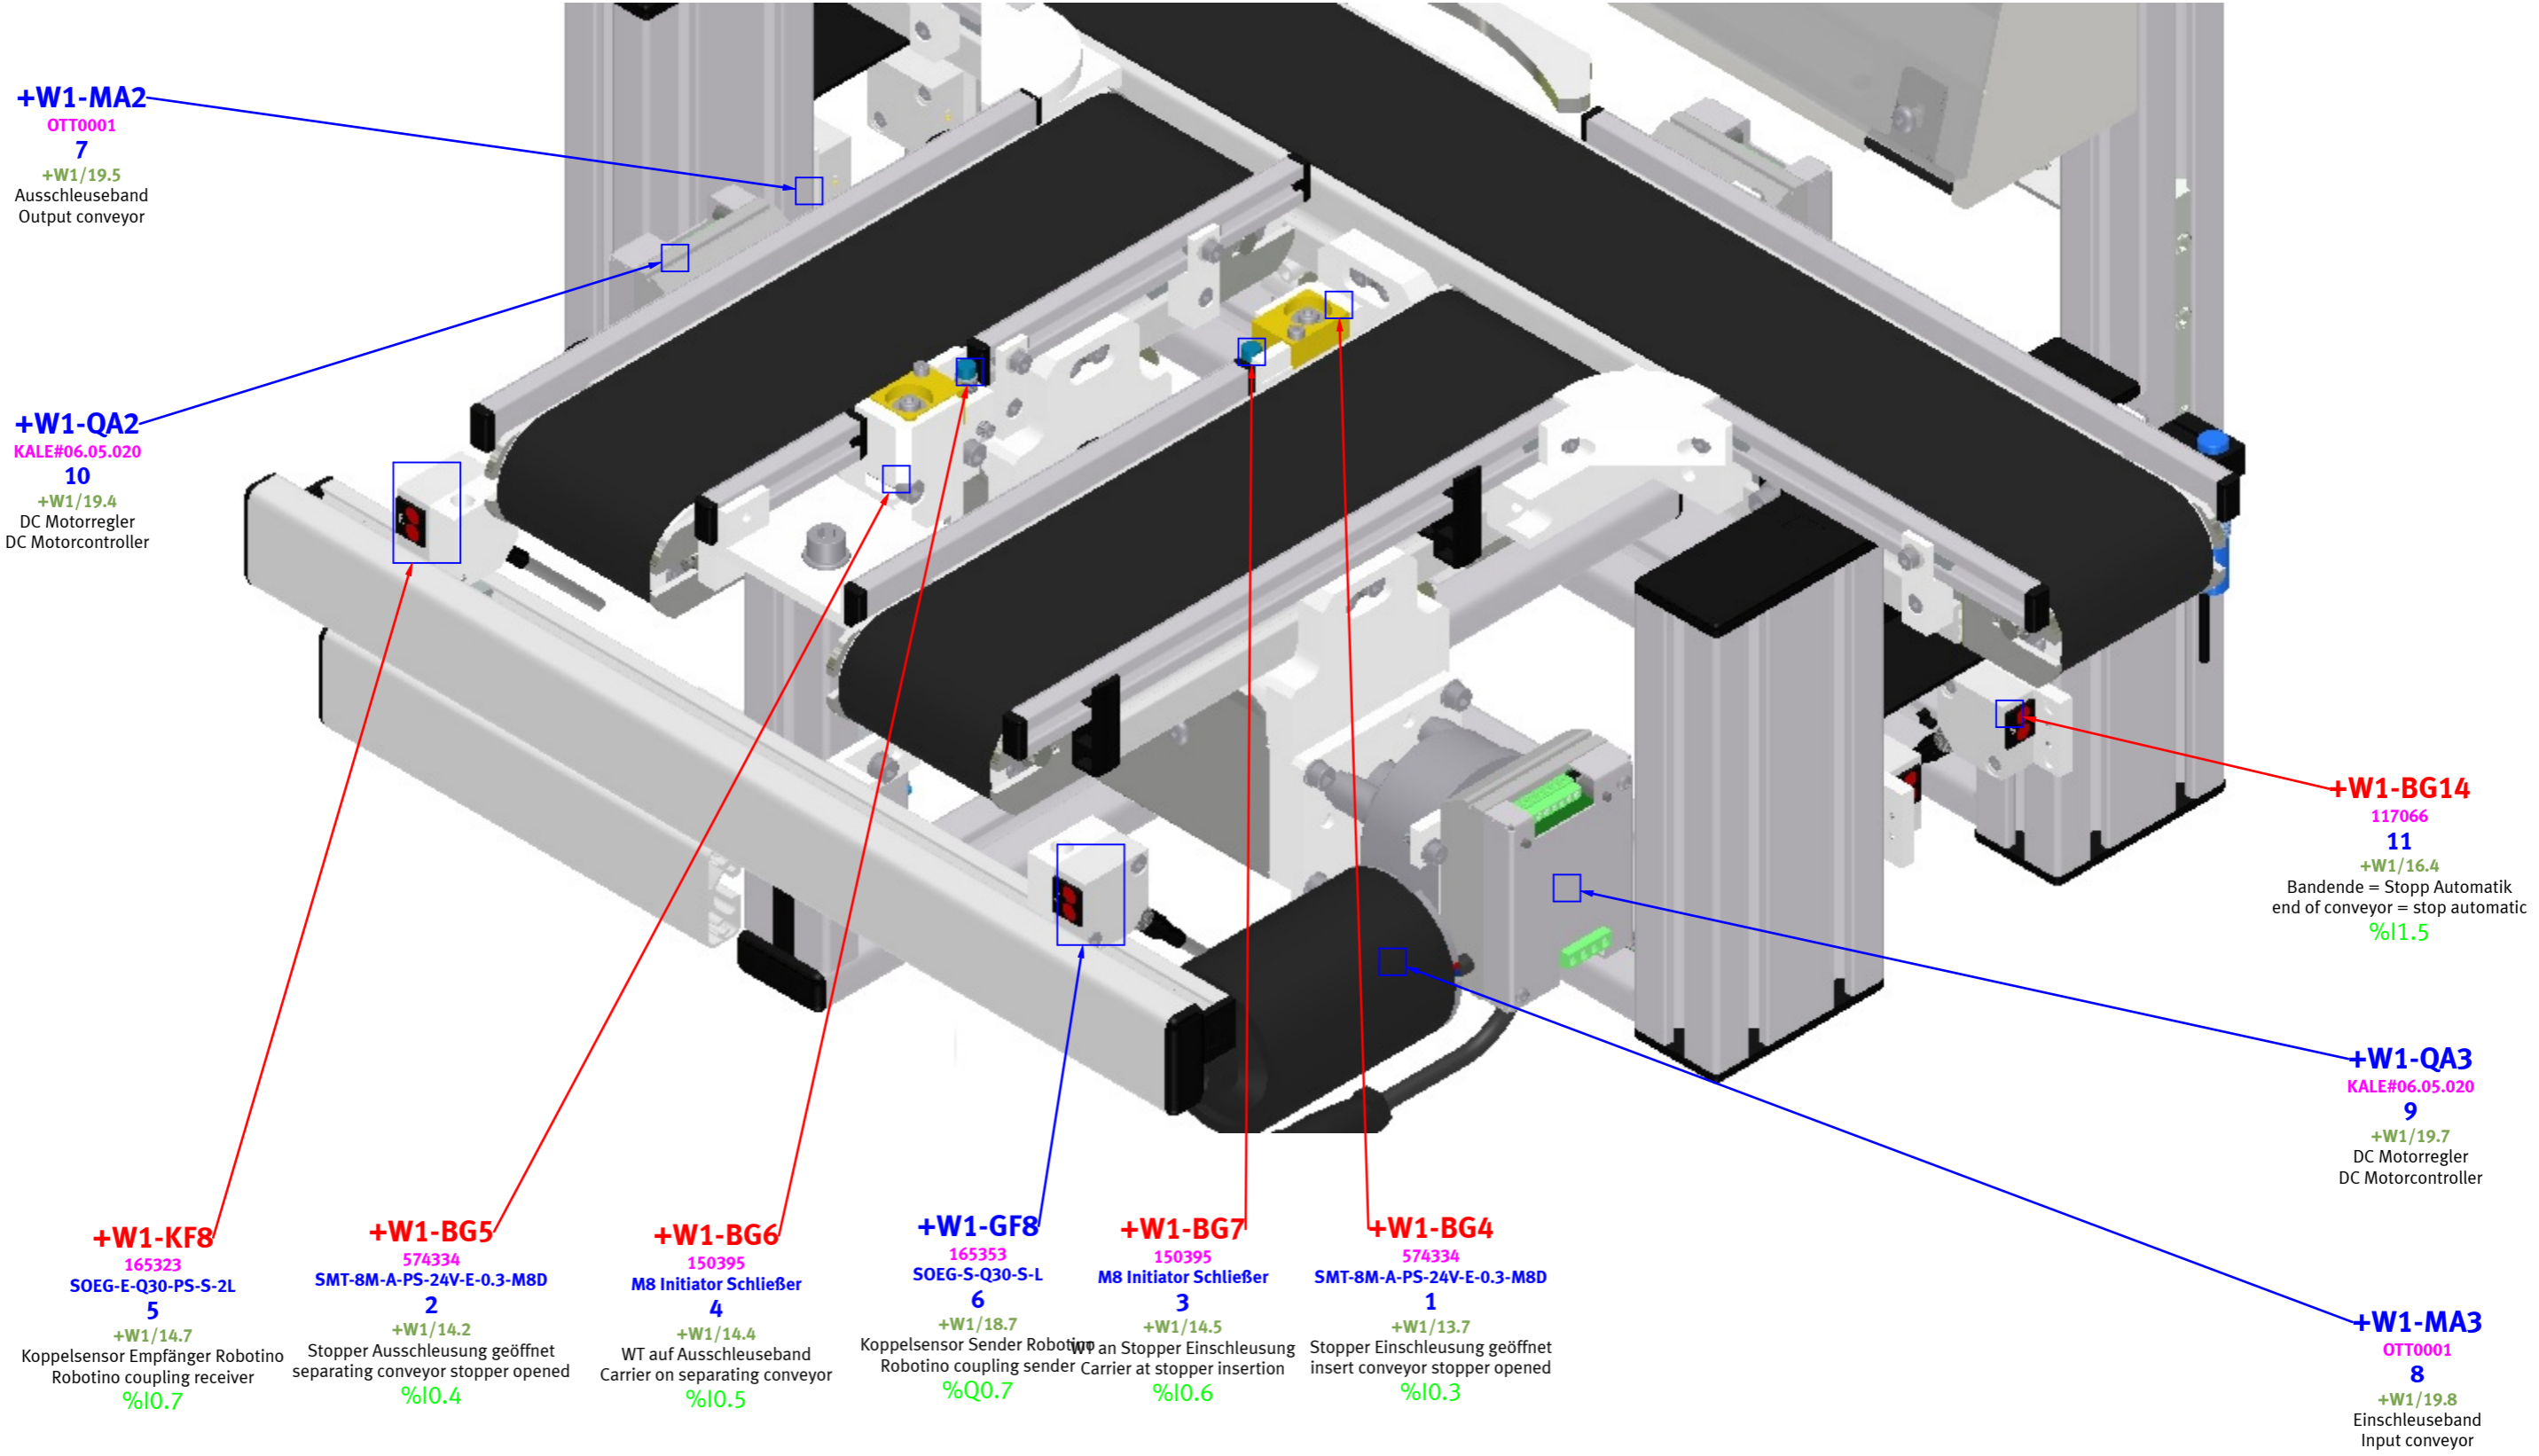 +W1-MA2
OTT0001
7
+W1/19.5
Ausschleuseband
Output conveyor
+W1-QA2
KALE#06.05.020
10
+W1/19.4
DC Motorregler
DC Motorcontroller
+W1-BG14
117066
11
+W1/16.4
Bandende = Stopp Automatik
end of conveyor = stop automatic
%I1.5
+W1-QA3
KALE#06.05.020
9
+W1/19.7
DC Motorregler
DC Motorcontroller
+W1-KF8
165323
SOEG-E-Q30-PS-S-2L
5
+W1/14.7
Koppelsensor Empfänger Robotino
Robotino coupling receiver
%I0.7
+W1-BG5
574334
SMT-8M-A-PS-24V-E-0.3-M8D
2
+W1/14.2
Stopper Ausschleusung geöffnet
separating conveyor stopper opened
%I0.4
+W1-BG6
150395
M8 Initiator Schließer
4
+W1/14.4
WT auf Ausschleuseband
Carrier on separating conveyor
%I0.5
+W1-GF8
165353
SOEG-S-Q30-S-L
6
+W1/18.7
Koppelsensor Sender Robotino
Robotino coupling sender
%Q0.7
+W1-BG7
150395
M8 Initiator Schließer
3
+W1/14.5
WT an Stopper Einschleusung
Carrier at stopper insertion
%I0.6
+W1-BG4
574334
SMT-8M-A-PS-24V-E-0.3-M8D
1
+W1/13.7
Stopper Einschleusung geöffnet
insert conveyor stopper opened
%I0.3
+W1-MA3
OTT0001
8
+W1/19.8
Einschleuseband
Input conveyor